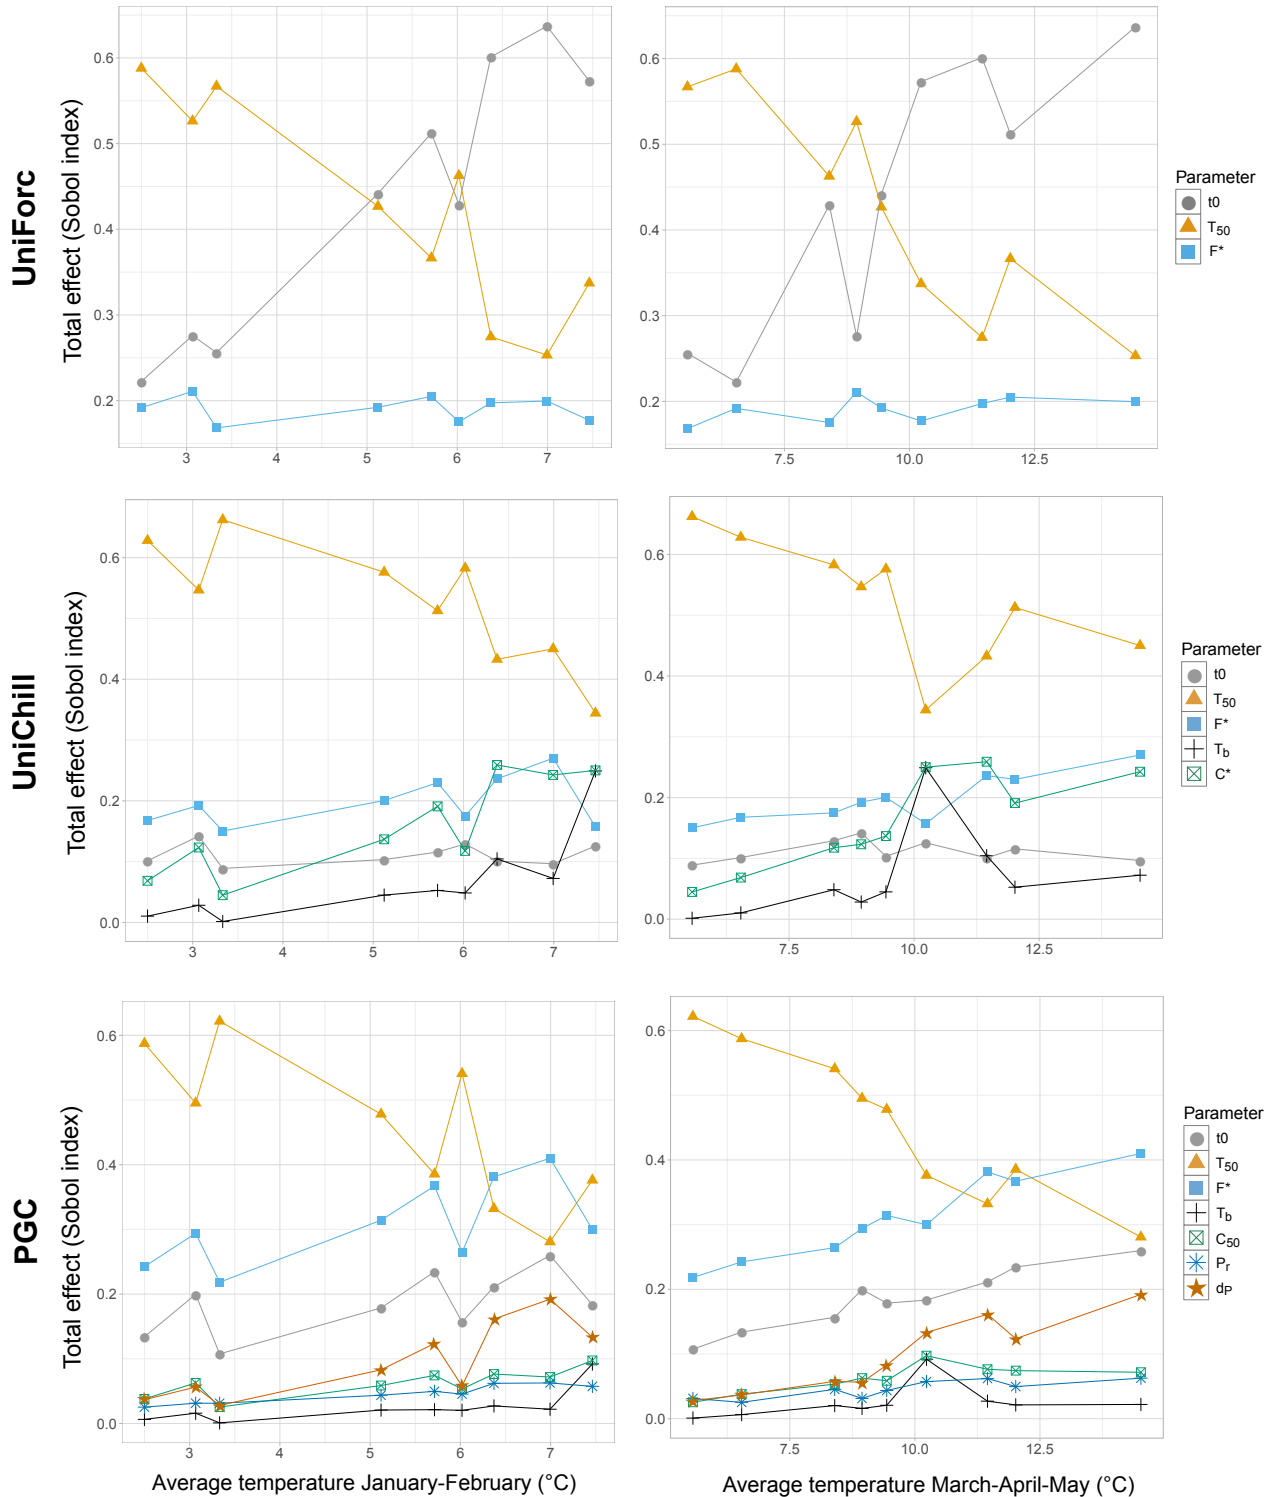 UniForc
Total effect (Sobol index)
0.6
0.5
0.4
0.3
0.2
3 4 5 6 7
0.6
0.5
0.4
0.3
0.2
7.5 10.0 12.5
Parameter
t0
T50
F*
UniChill
Total effect (Sobol index)
0.6
0.4
0.2
0.0
3 4 5 6 7
0.6
0.4
0.2
0.0
7.5 10.0 12.5
Parameter
t0
T50
F*
Tb
C*
PGC
Total effect (Sobol index)
0.6
0.4
0.2
0.0
3 4 5 6 7
Average temperature January-February (°C)
0.6
0.4
0.2
0.0
7.5 10.0 12.5
Average temperature March-April-May (°C)
Parameter
t0
T50
F*
Tb
C50
Pr
dP